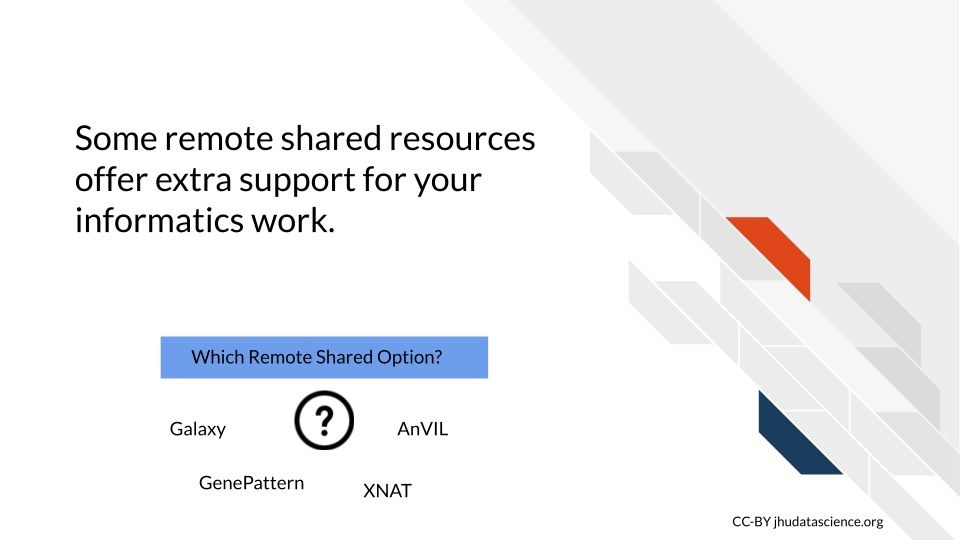 Some remote shared resources
offer extra support for your
informatics work.
Which Remote Shared Option?
?
Galaxy
AnVIL
GenePattern
XNAT
CC-BY jhudatascience.org